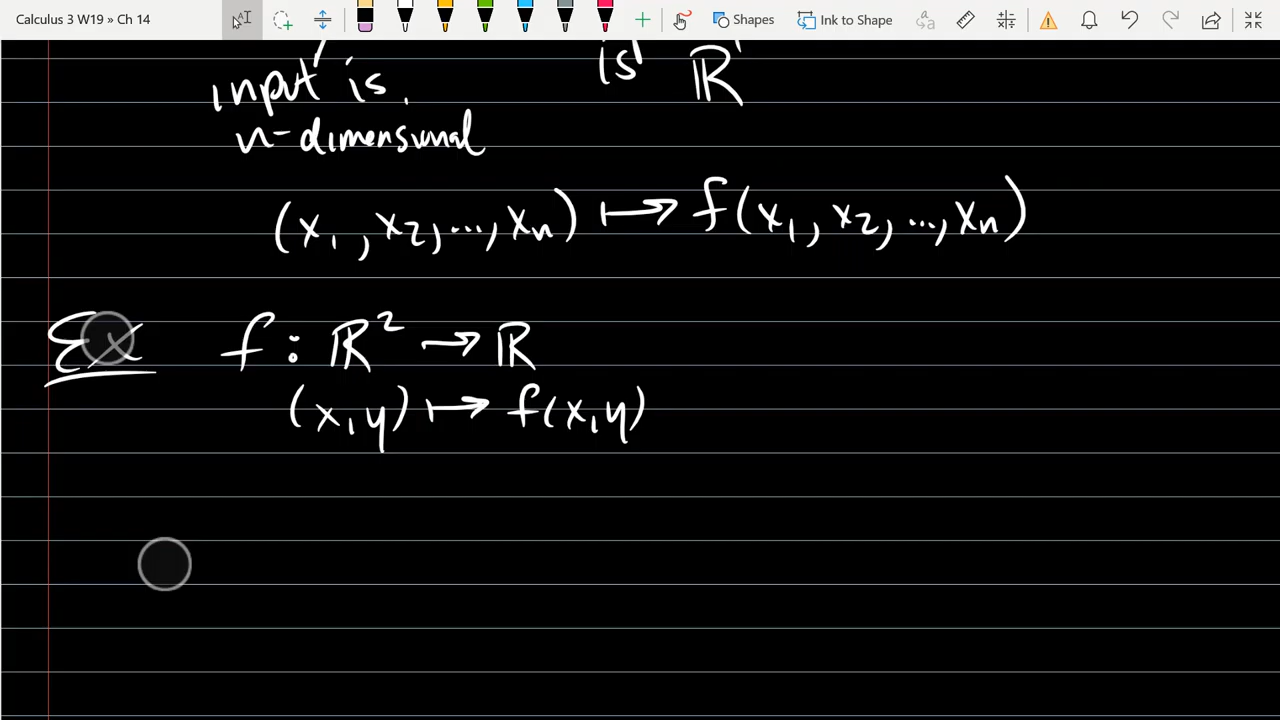 Calculus 3 W19 » Ch 14
Shapes
Ink to Shape
input is
n-dimensional
is ℝ¹
(x₁, x₂, ..., xₙ) ↦ f(x₁, x₂, ..., xₙ)
Ex f : ℝ² → ℝ
(x, y) ↦ f(x, y)